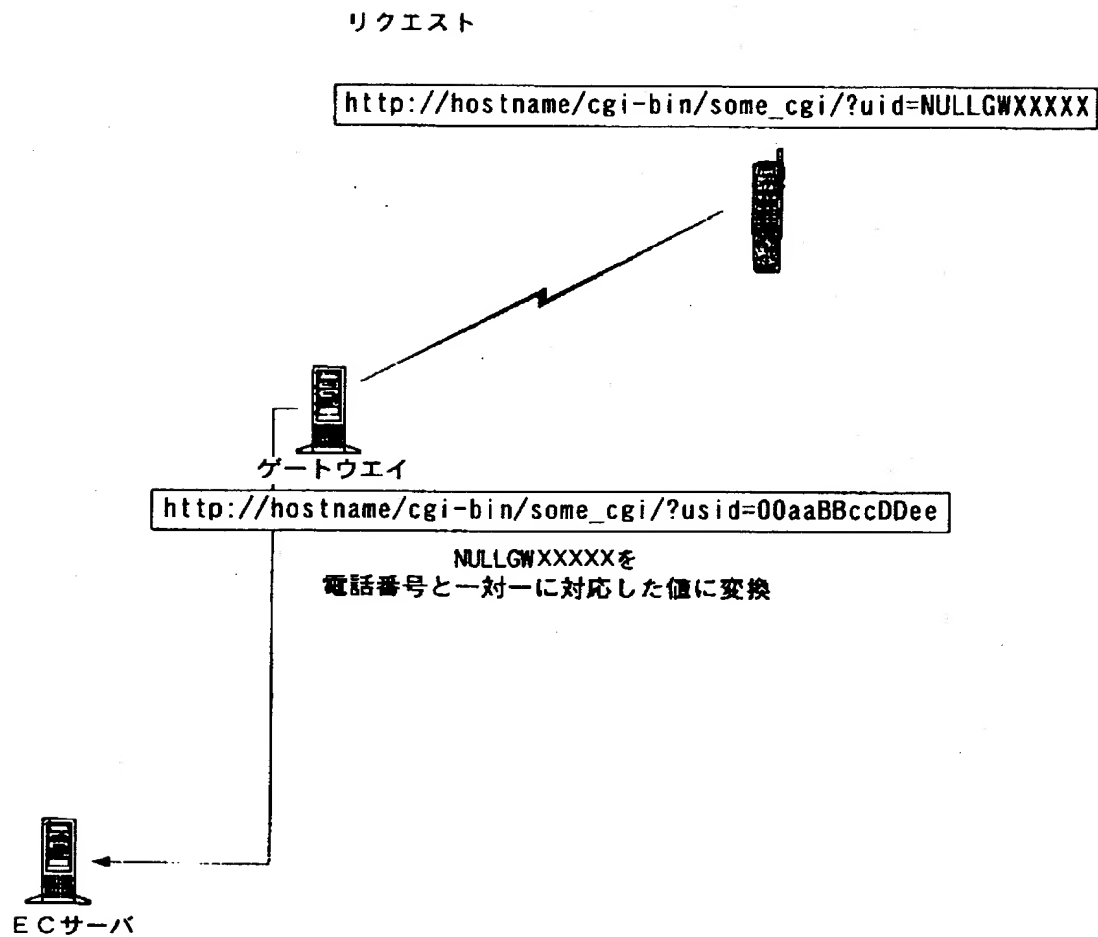 リクエスト
http://hostname/cgi-bin/some_cgi/?uid=NULLGWXXXXX
ゲートウエイ
http://hostname/cgi-bin/some_cgi/?usid=00aaBBccDDee
NULLGWXXXXXを
電話番号と一対一に対応した値に変換
ECサーバ